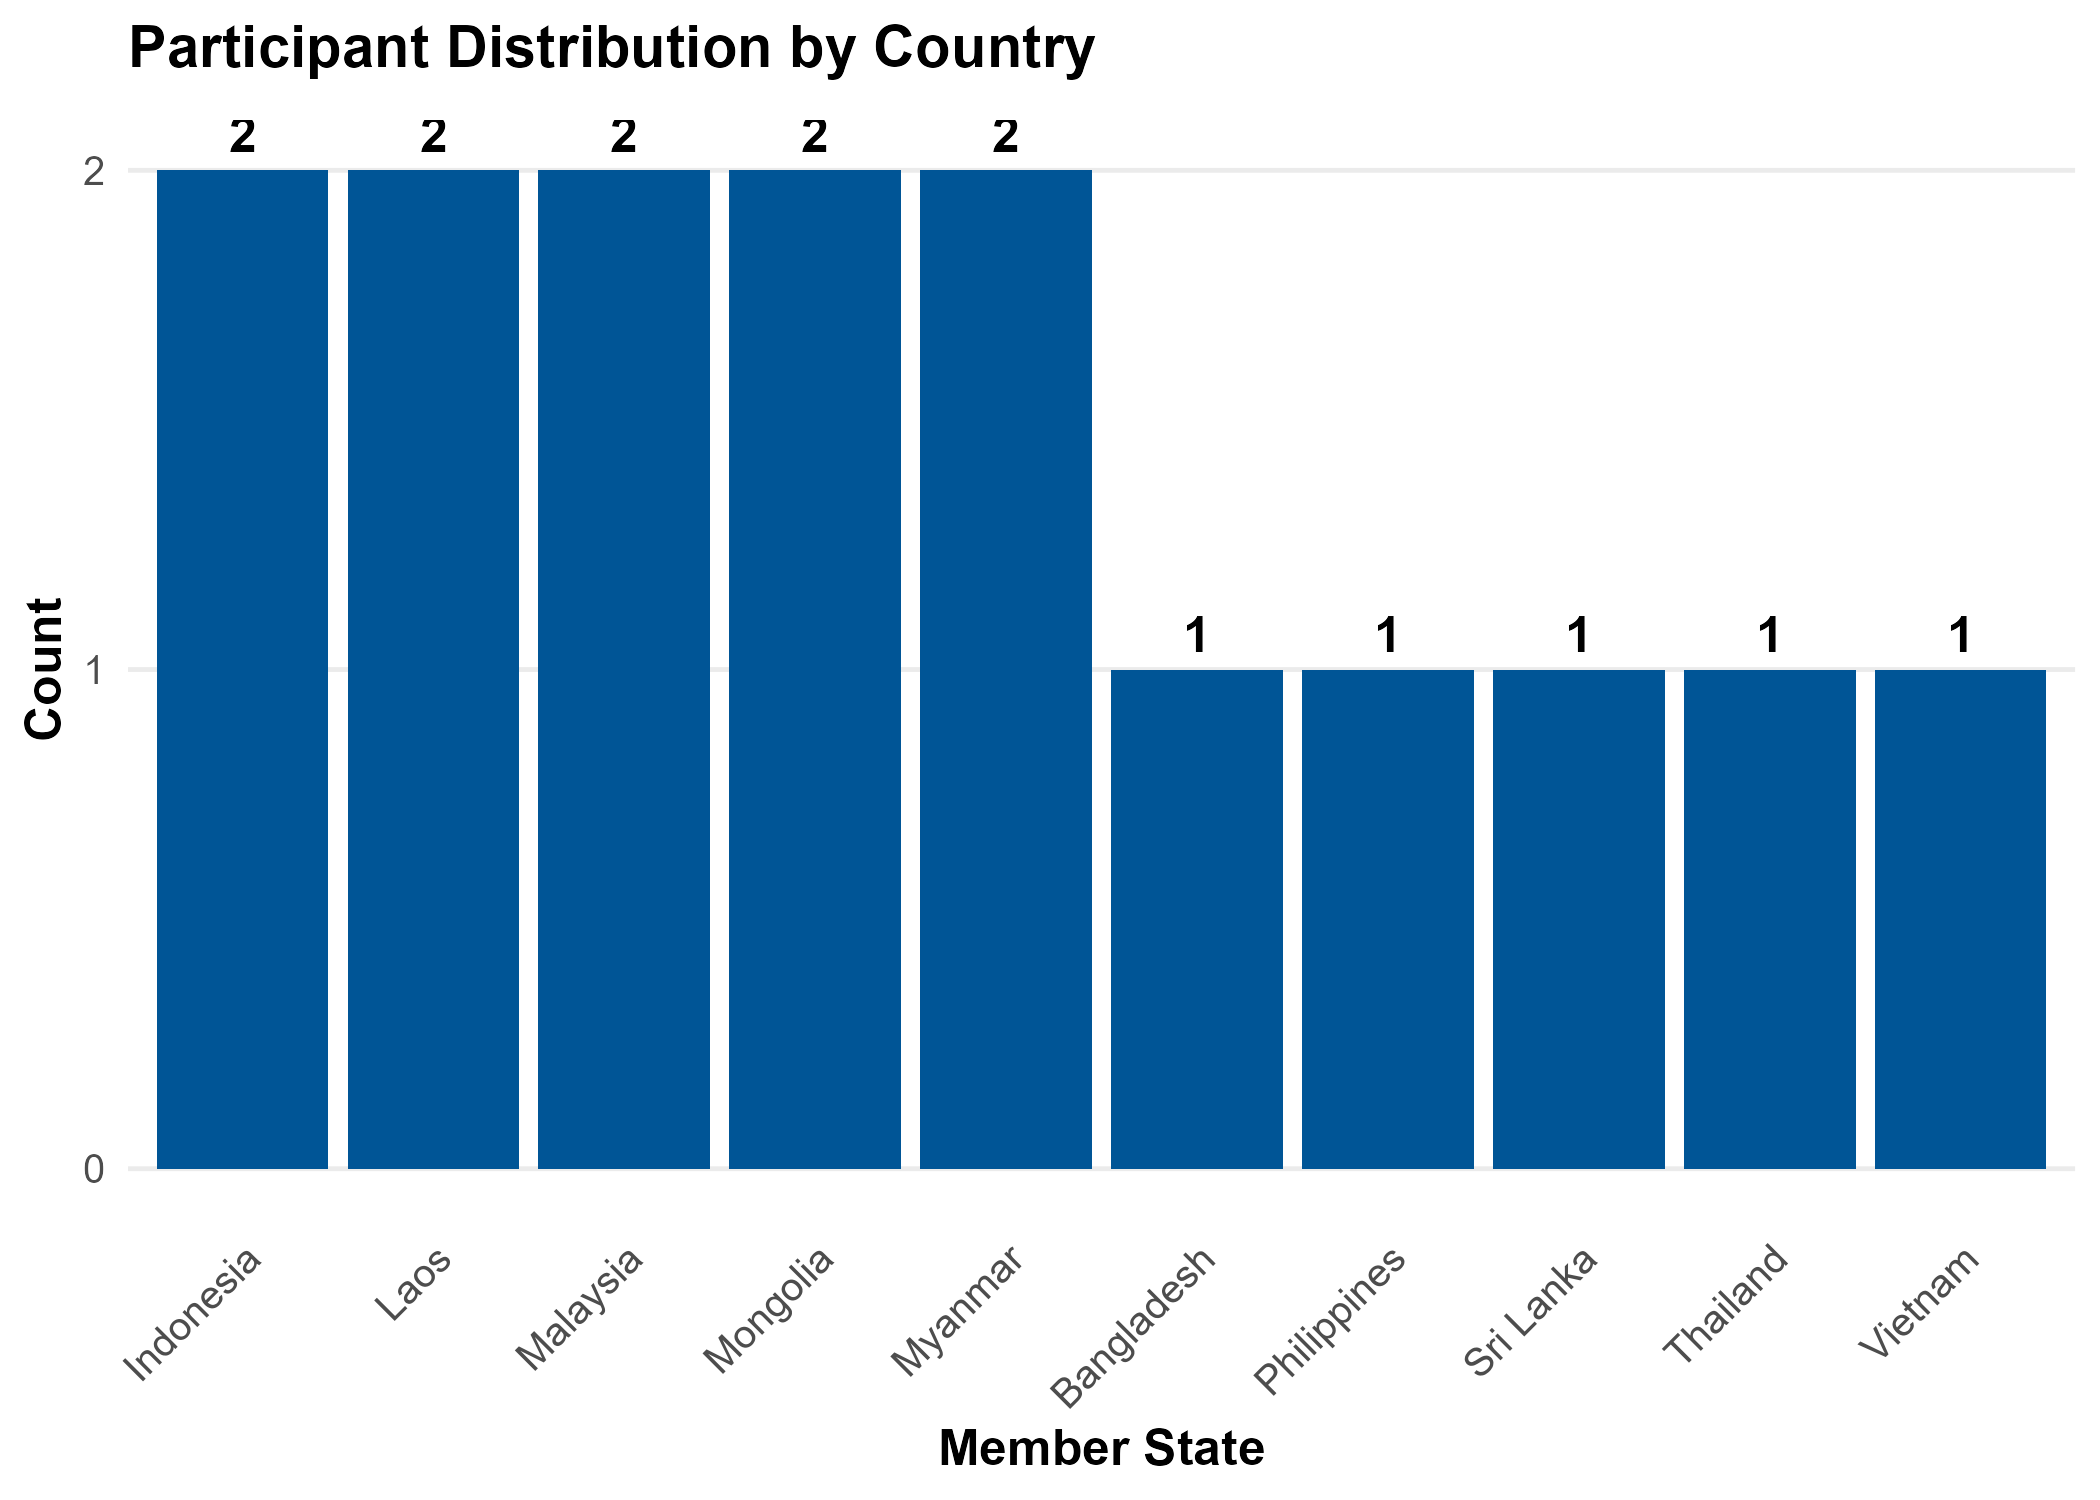 Participant Distribution by Country
2 2 2 2 2
2
1 1 1 1 1
1
0
Count
Indonesia Laos Malaysia Mongolia Myanmar Bangladesh Philippines Sri Lanka Thailand Vietnam
Member State